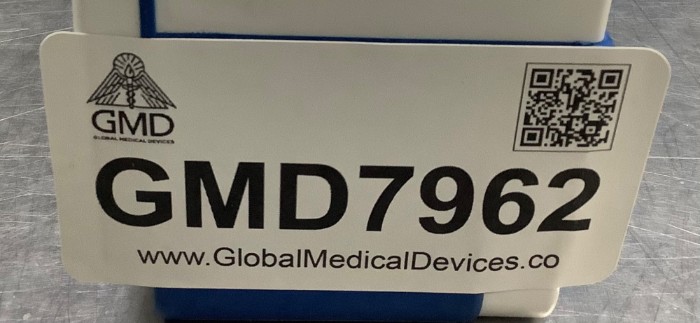 GMD
GLOBAL MEDICAL DEVICES
GMD7962
www.GlobalMedicalDevices.co